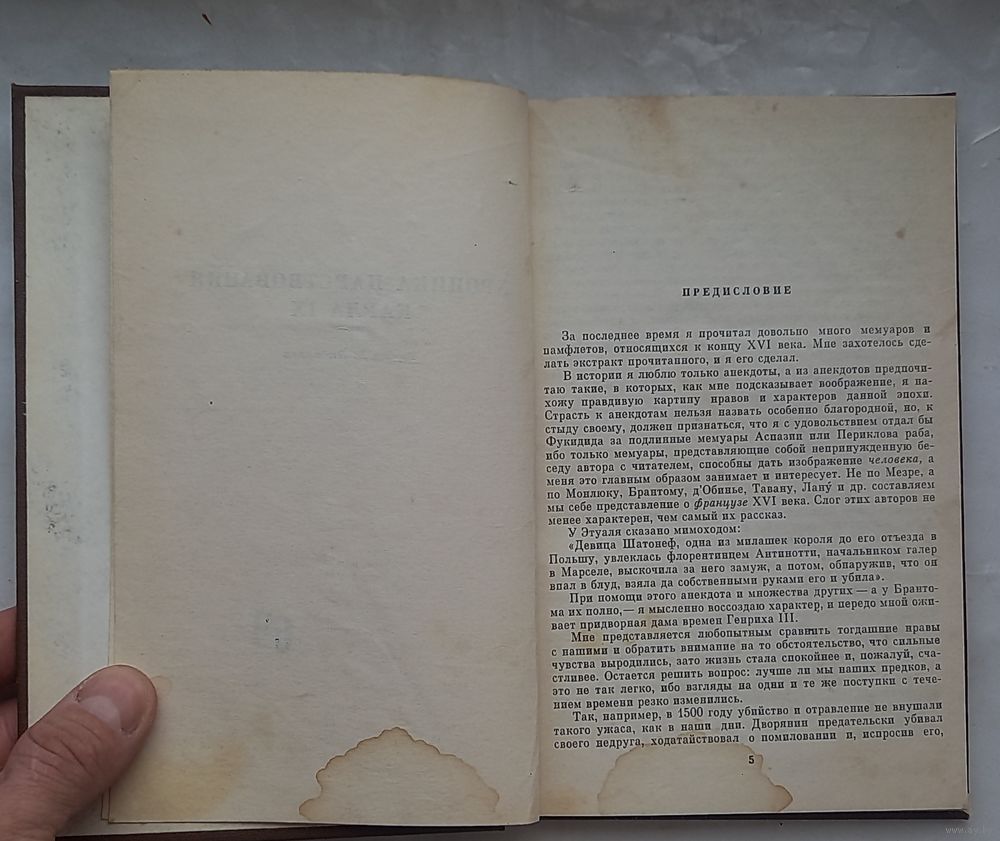 ПРЕДИСЛОВИЕ
За последнее время я прочитал довольно много мемуаров и
памфлетов, относящихся к концу XVI века. Мне захотелось сде-
лать экстракт прочитанного, и я его сделал.
В истории я люблю только анекдоты, а из анекдотов предпочи-
таю такие, в которых, как мне подсказывает воображение, я на-
хожу правдивую картину нравов и характеров данной эпохи.
Страсть к анекдотам нельзя назвать особенно благородной, но, к
стыду своему, должен признаться, что я с удовольствием отдал бы
Фукидида за подлинные мемуары Аспазии или Периклова раба,
ибо только мемуары, представляющие собой непринужденную бе-
седу автора с читателем, способны дать изображение человека, а
меня это главным образом занимает и интересует. Не по Мезре, а
по Монлюку, Брантому, д'Обинье, Тавану, Лану́ и др. составляем
мы себе представление о французе XVI века. Слог этих авторов не
менее характерен, чем самый их рассказ.
У Этуаля сказано мимоходом:
«Девица Шатонеф, одна из милашек короля до его отъезда в
Польшу, увлеклась флорентинцем Антинотти, начальником галер
в Марселе, выскочила за него замуж, а потом, обнаружив, что он
впал в блуд, взяла да собственными руками его и убила».
При помощи этого анекдота и множества других — а у Бранто-
ма их полно, — я мысленно воссоздаю характер, и передо мной ожи-
вает придворная дама времен Генриха III.
Мне представляется любопытным сравнить тогдашние нравы
с нашими и обратить внимание на то обстоятельство, что сильные
чувства выродились, зато жизнь стала спокойнее и, пожалуй, сча-
стливее. Остается решить вопрос: лучше ли мы наших предков, а
это не так легко, ибо взгляды на одни и те же поступки с тече-
нием времени резко изменились.
Так, например, в 1500 году убийство и отравление не внушали
такого ужаса, как в наши дни. Дворянин предательски убивал
своего недруга, ходатайствовал о помиловании и, испросив его,
5